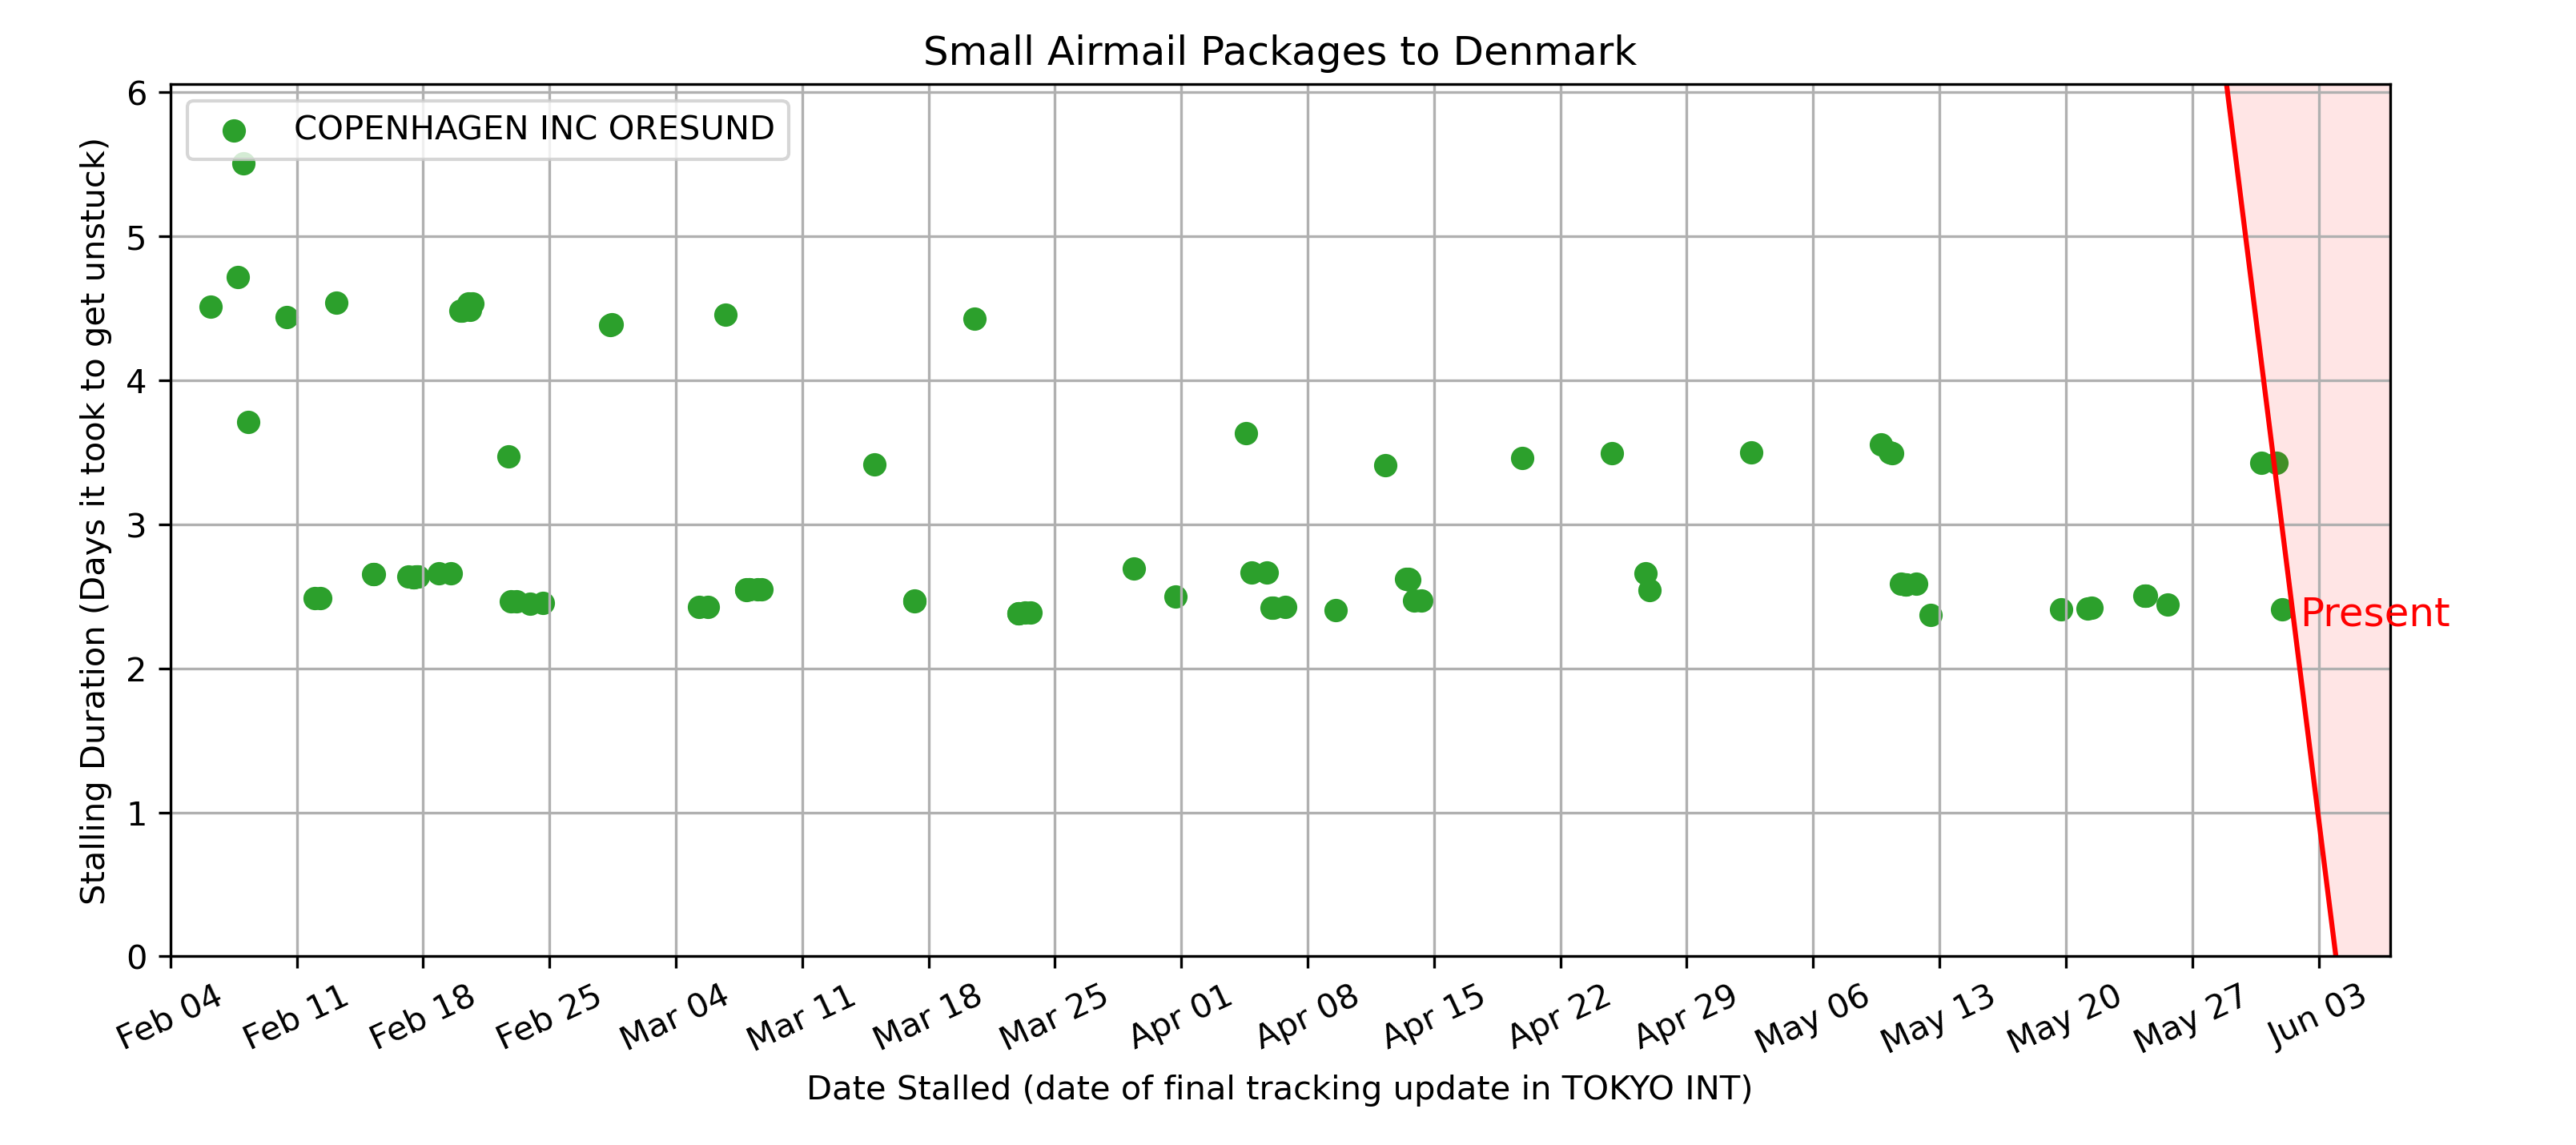 Small Airmail Packages to Denmark
COPENHAGEN INC ORESUND
Stalling Duration (Days it took to get unstuck)
6
5
4
3
2
1
0
Present
Feb 04
Feb 11
Feb 18
Feb 25
Mar 04
Mar 11
Mar 18
Mar 25
Apr 01
Apr 08
Apr 15
Apr 22
Apr 29
May 06
May 13
May 20
May 27
Jun 03
Date Stalled (date of final tracking update in TOKYO INT)